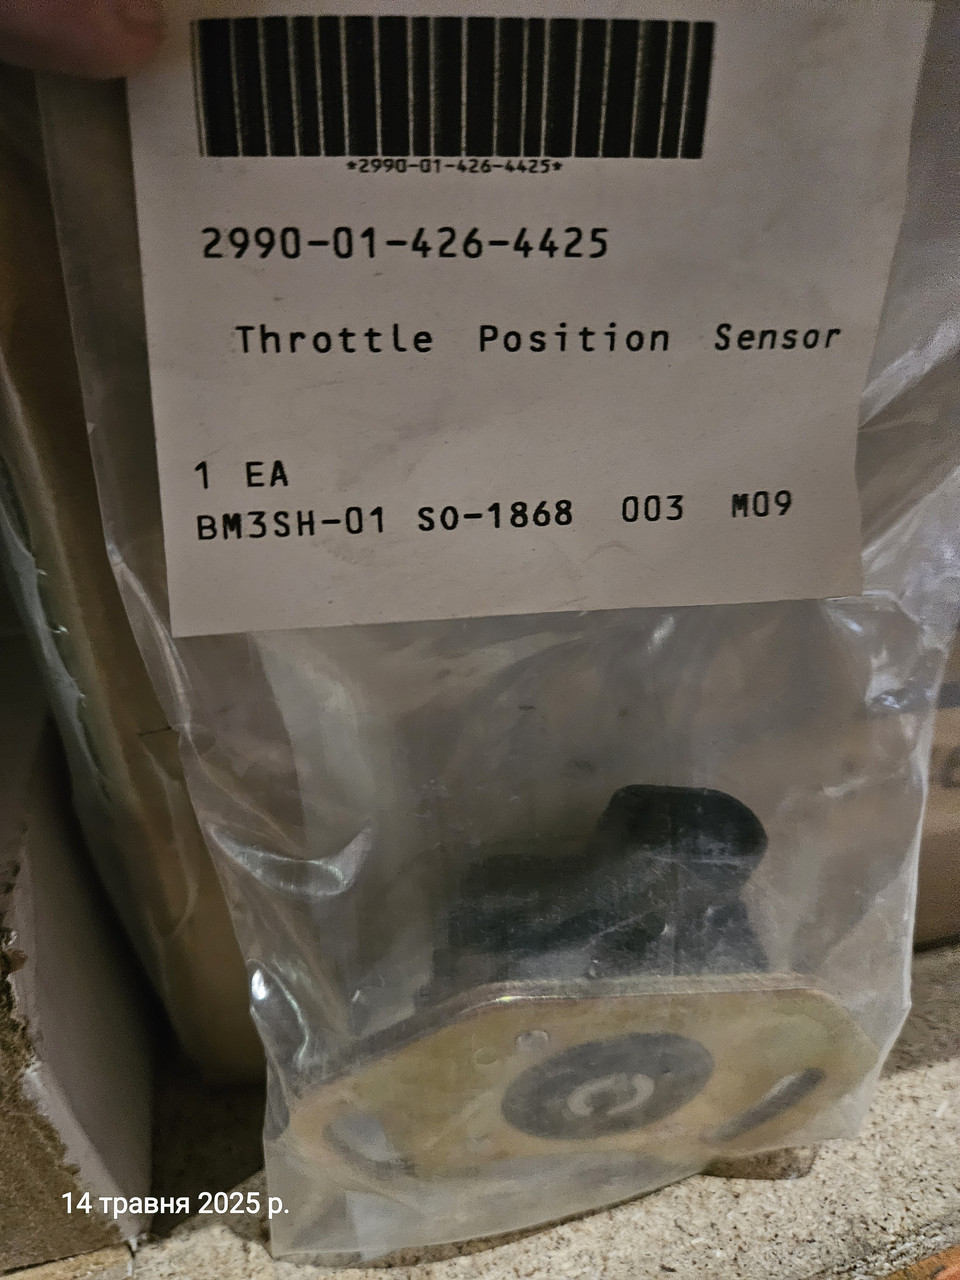 *2990-01-426-4425*
2990-01-426-4425
Throttle Position Sensor
1 EA
BM3SH-01 SO-1868 003 M09
14 травня 2025 р.